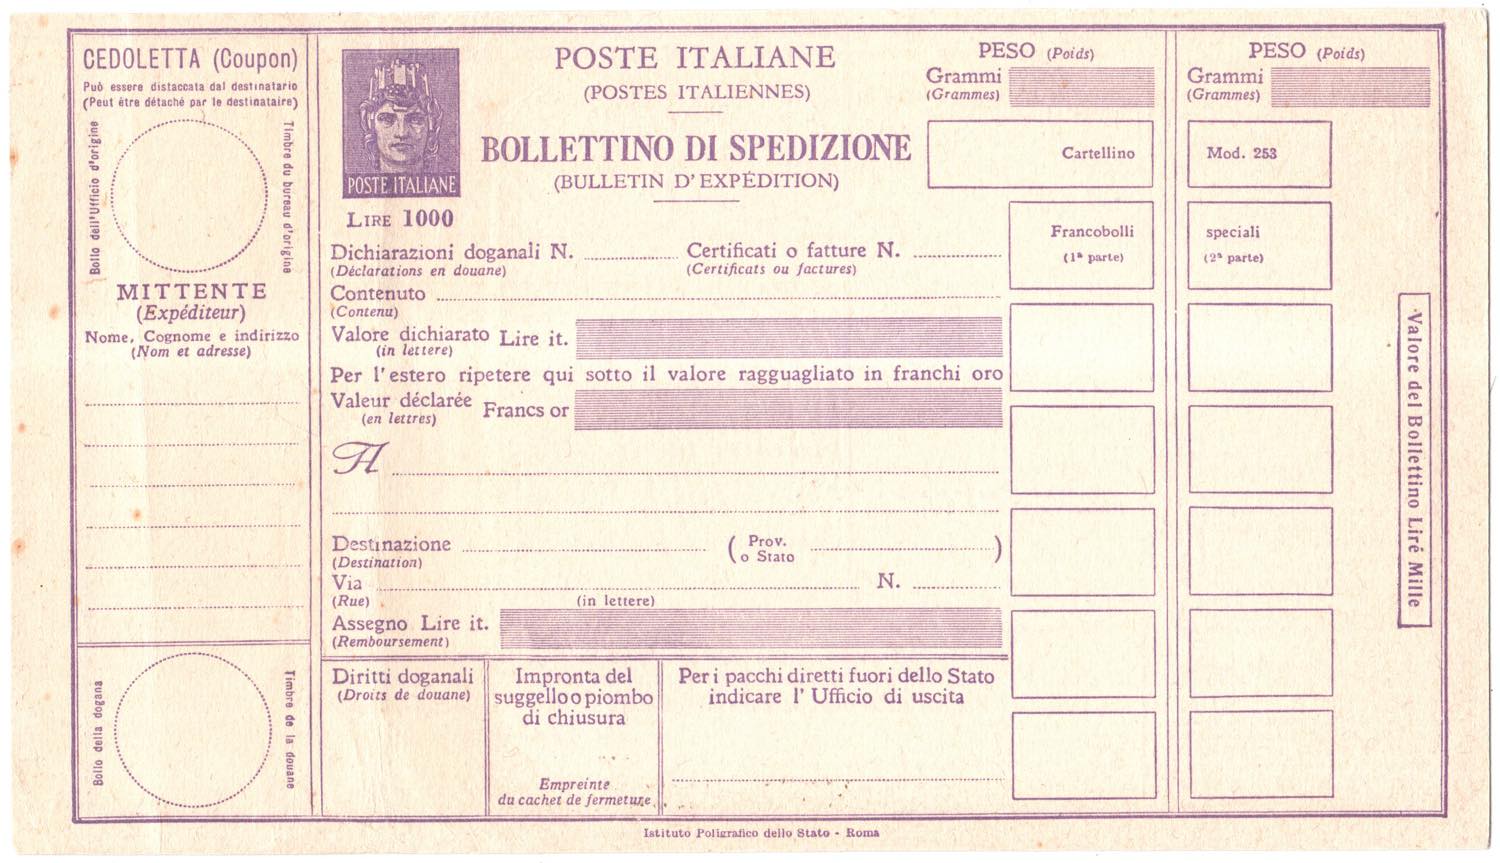 CEDOLETTA (Coupon)
Può essere distaccata dal destinatario
(Peut être détaché par le destinataire)
Bollo dell'Ufficio d'origine
Timbre du bureau d'origine
MITTENTE
(Expéditeur)
Nome, Cognome e indirizzo
(Nom et adresse)
Bollo della dogana
Timbre de la douane
POSTE ITALIANE
LIRE 1000
POSTE ITALIANE
(POSTES ITALIENNES)
BOLLETTINO DI SPEDIZIONE
(BULLETIN D'EXPÉDITION)
Dichiarazioni doganali N. Certificati o fatture N.
(Déclarations en douane) (Certificats ou factures)
Contenuto
(Contenu)
Valore dichiarato Lire it.
(in lettere)
Per l'estero ripetere qui sotto il valore ragguagliato in franchi oro
Valeur déclarée Francs or
(en lettres)
A
Destinazione (Prov. o Stato )
(Destination)
Via N.
(Rue) (in lettere)
Assegno Lire it.
(Remboursement)
Diritti doganali
(Droits de douane)
Impronta del
suggello o piombo
di chiusura
Empreinte
du cachet de fermeture
Per i pacchi diretti fuori dello Stato
indicare l'Ufficio di uscita
PESO (Poids)
Grammi
(Grammes)
Cartellino
Francobolli
(1ª parte)
PESO (Poids)
Grammi
(Grammes)
Mod. 253
speciali
(2ª parte)
Valore del Bollettino Lire Mille
Istituto Poligrafico dello Stato - Roma